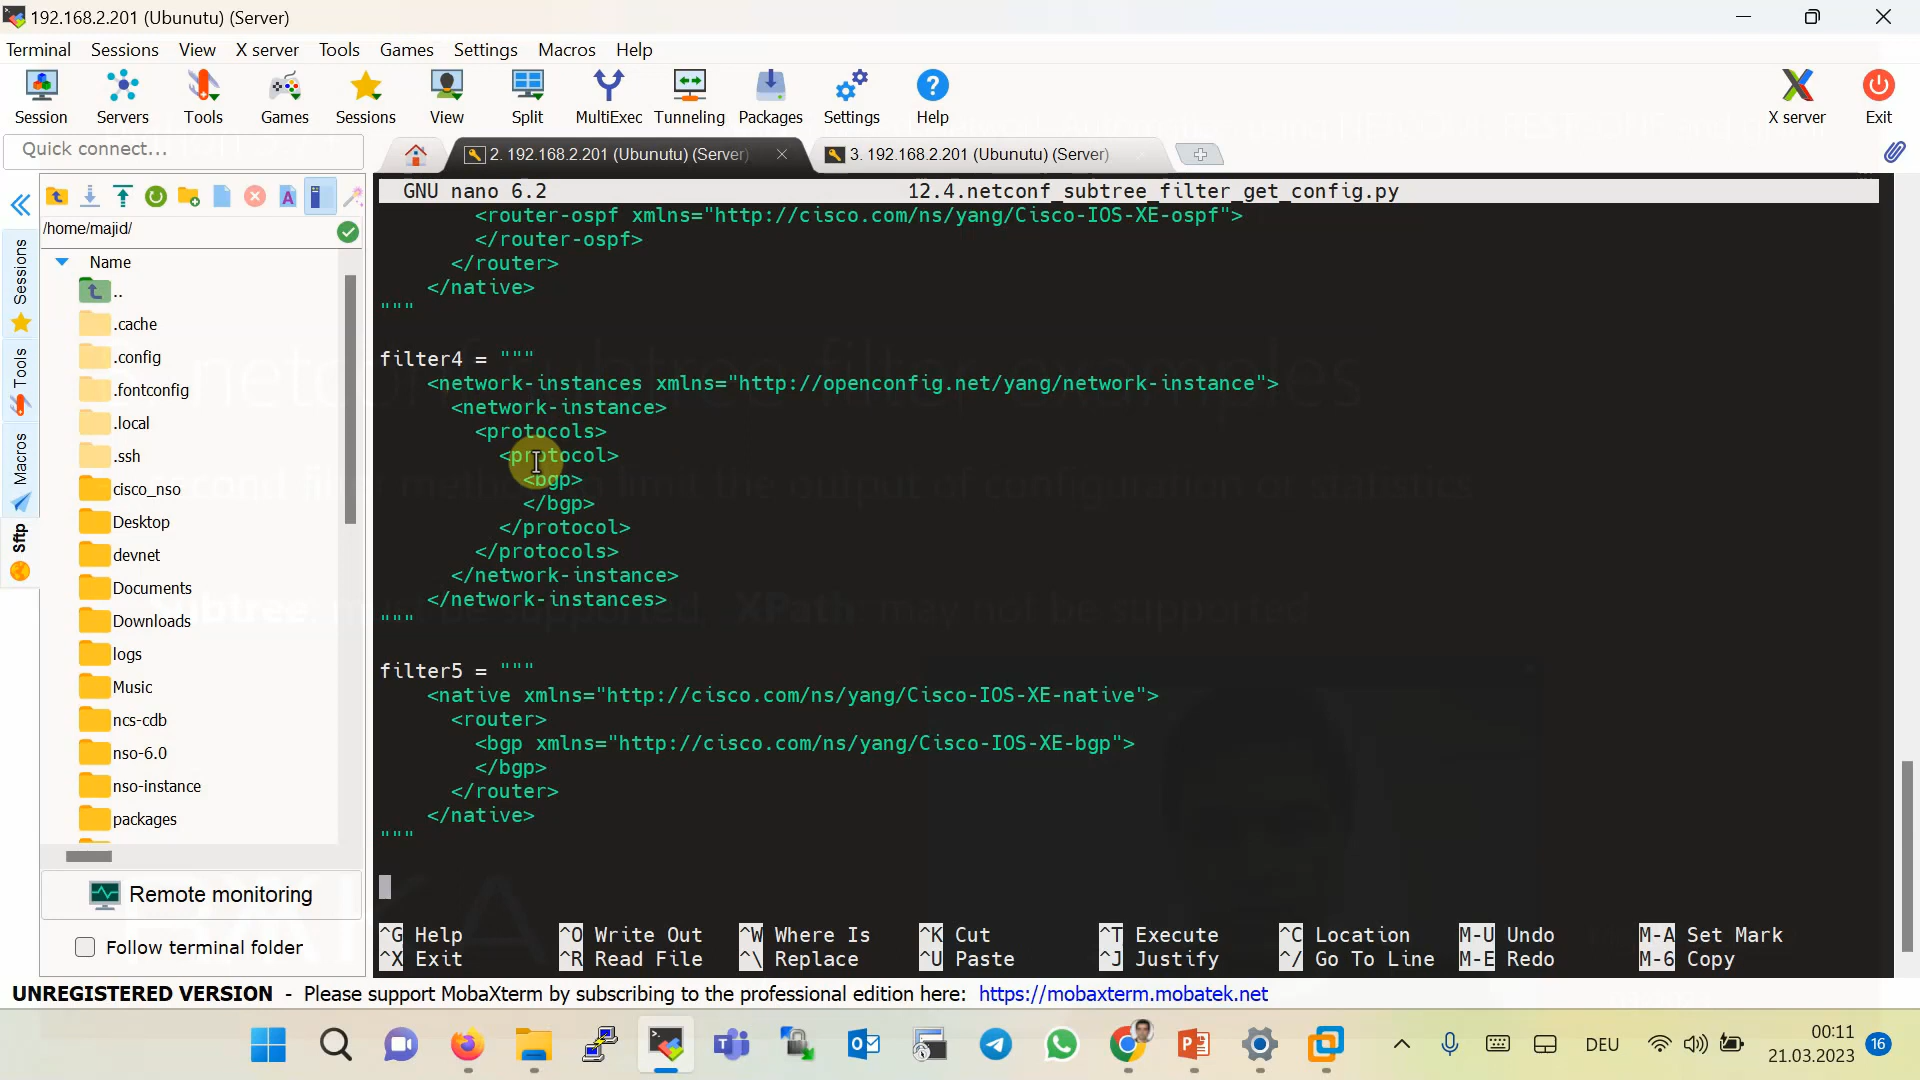 192.168.2.201 (Ubunutu) (Server)
Terminal Sessions View X server Tools Games Settings Macros Help
Session Servers Tools Games Sessions View Split MultiExec Tunneling Packages Settings Help X server Exit
Quick connect...
2. 192.168.2.201 (Ubunutu) (Server)
3. 192.168.2.201 (Ubunutu) (Server)
/home/majid/
Name
..
.cache
.config
.fontconfig
.local
.ssh
cisco_nso
Desktop
devnet
Documents
Downloads
logs
Music
ncs-cdb
nso-6.0
nso-instance
packages
Sessions
Tools
Macros
Sftp
Remote monitoring
Follow terminal folder
GNU nano 6.2 12.4.netconf_subtree_filter_get_config.py
<router-ospf xmlns="http://cisco.com/ns/yang/Cisco-IOS-XE-ospf">
</router-ospf>
</router>
</native>
"""
filter4 = """
<network-instances xmlns="http://openconfig.net/yang/network-instance">
<network-instance>
<protocols>
<protocol>
<bgp>
</bgp>
</protocol>
</protocols>
</network-instance>
</network-instances>
"""
filter5 = """
<native xmlns="http://cisco.com/ns/yang/Cisco-IOS-XE-native">
<router>
<bgp xmlns="http://cisco.com/ns/yang/Cisco-IOS-XE-bgp">
</bgp>
</router>
</native>
"""
^G Help ^O Write Out ^W Where Is ^K Cut ^T Execute ^C Location M-U Undo M-A Set Mark
^X Exit ^R Read File ^\ Replace ^U Paste ^J Justify ^/ Go To Line M-E Redo M-6 Copy
UNREGISTERED VERSION - Please support MobaXterm by subscribing to the professional edition here: https://mobaxterm.mobatek.net
DEU
00:11
21.03.2023
16